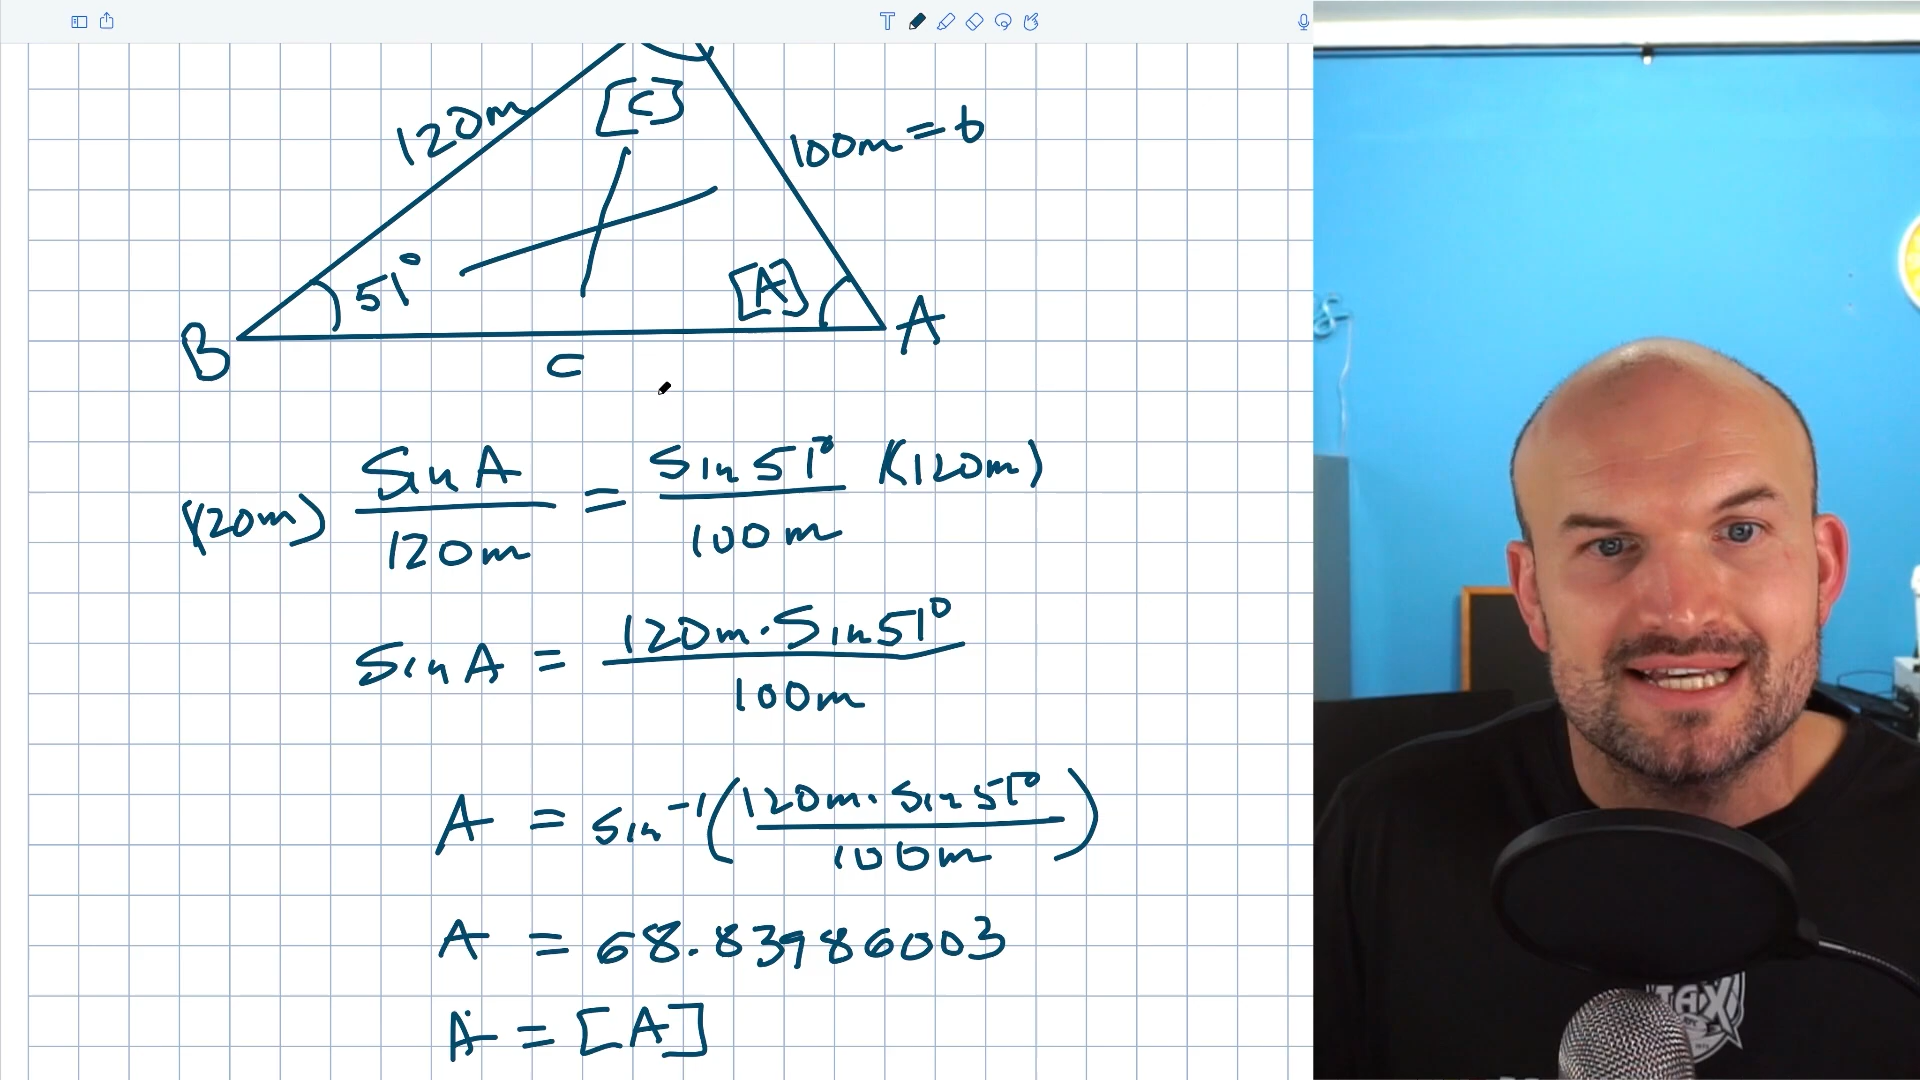 [C]
120m
100m = b
51°
[A]
B
A
c
(120m) Sin A / 120m = Sin 51° / 100m (120m)
Sin A = 120m · Sin 51° / 100m
A = Sin⁻¹(120m · Sin 51° / 100m)
A = 68.83986003
A = [A]
TAX